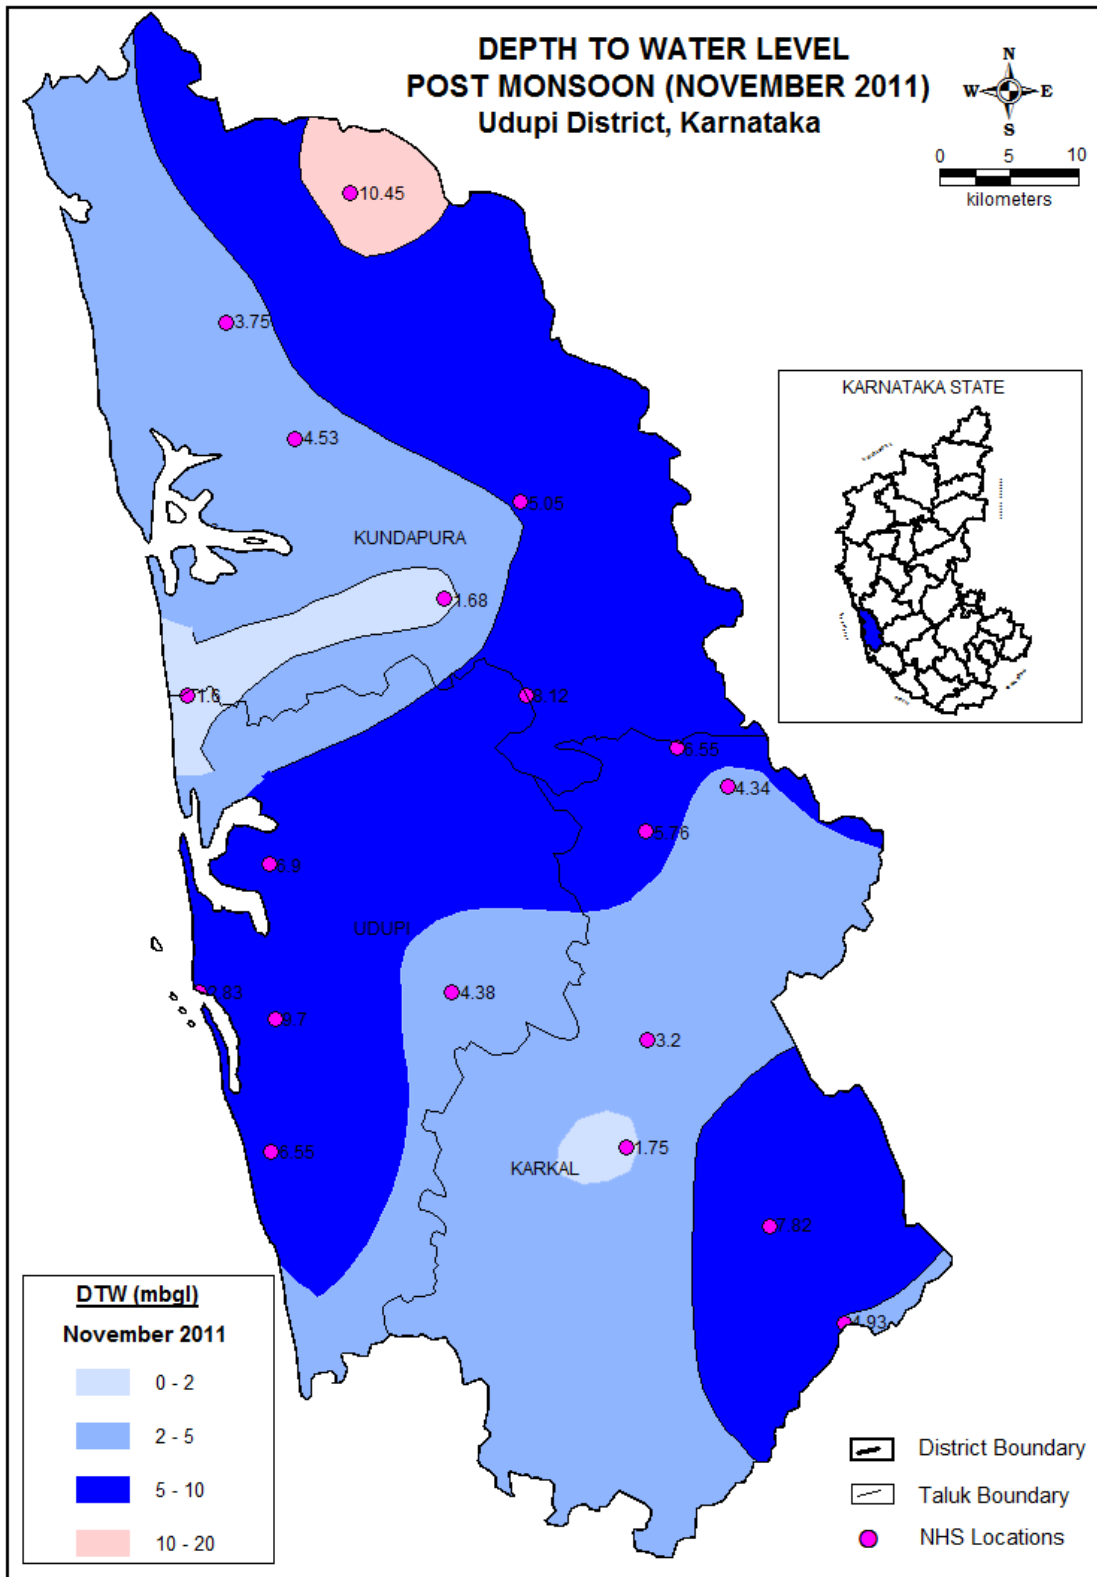 DEPTH TO WATER LEVEL
POST MONSOON (NOVEMBER 2011)
Udupi District, Karnataka
N
W E
S
0 5 10
kilometers
10.45
3.75
4.53
5.05
KUNDAPURA
1.68
1.6
8.12
6.55
4.34
5.76
6.9
UDUPI
4.38
2.83
9.7
3.2
6.55
1.75
KARKAL
7.82
4.93
KARNATAKA STATE
DTW (mbgl)
November 2011
0 - 2
2 - 5
5 - 10
10 - 20
District Boundary
Taluk Boundary
NHS Locations